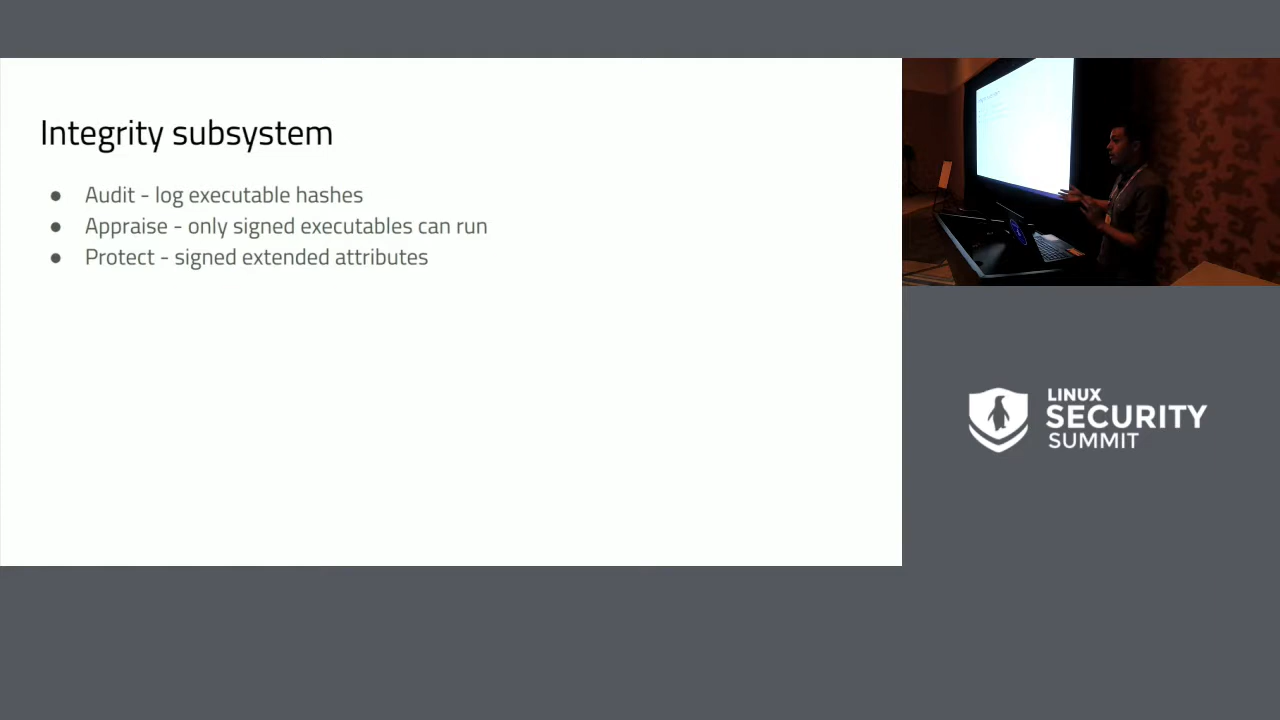 Integrity subsystem
● Audit - log executable hashes
● Appraise - only signed executables can run
● Protect - signed extended attributes
LINUX
SECURITY
SUMMIT